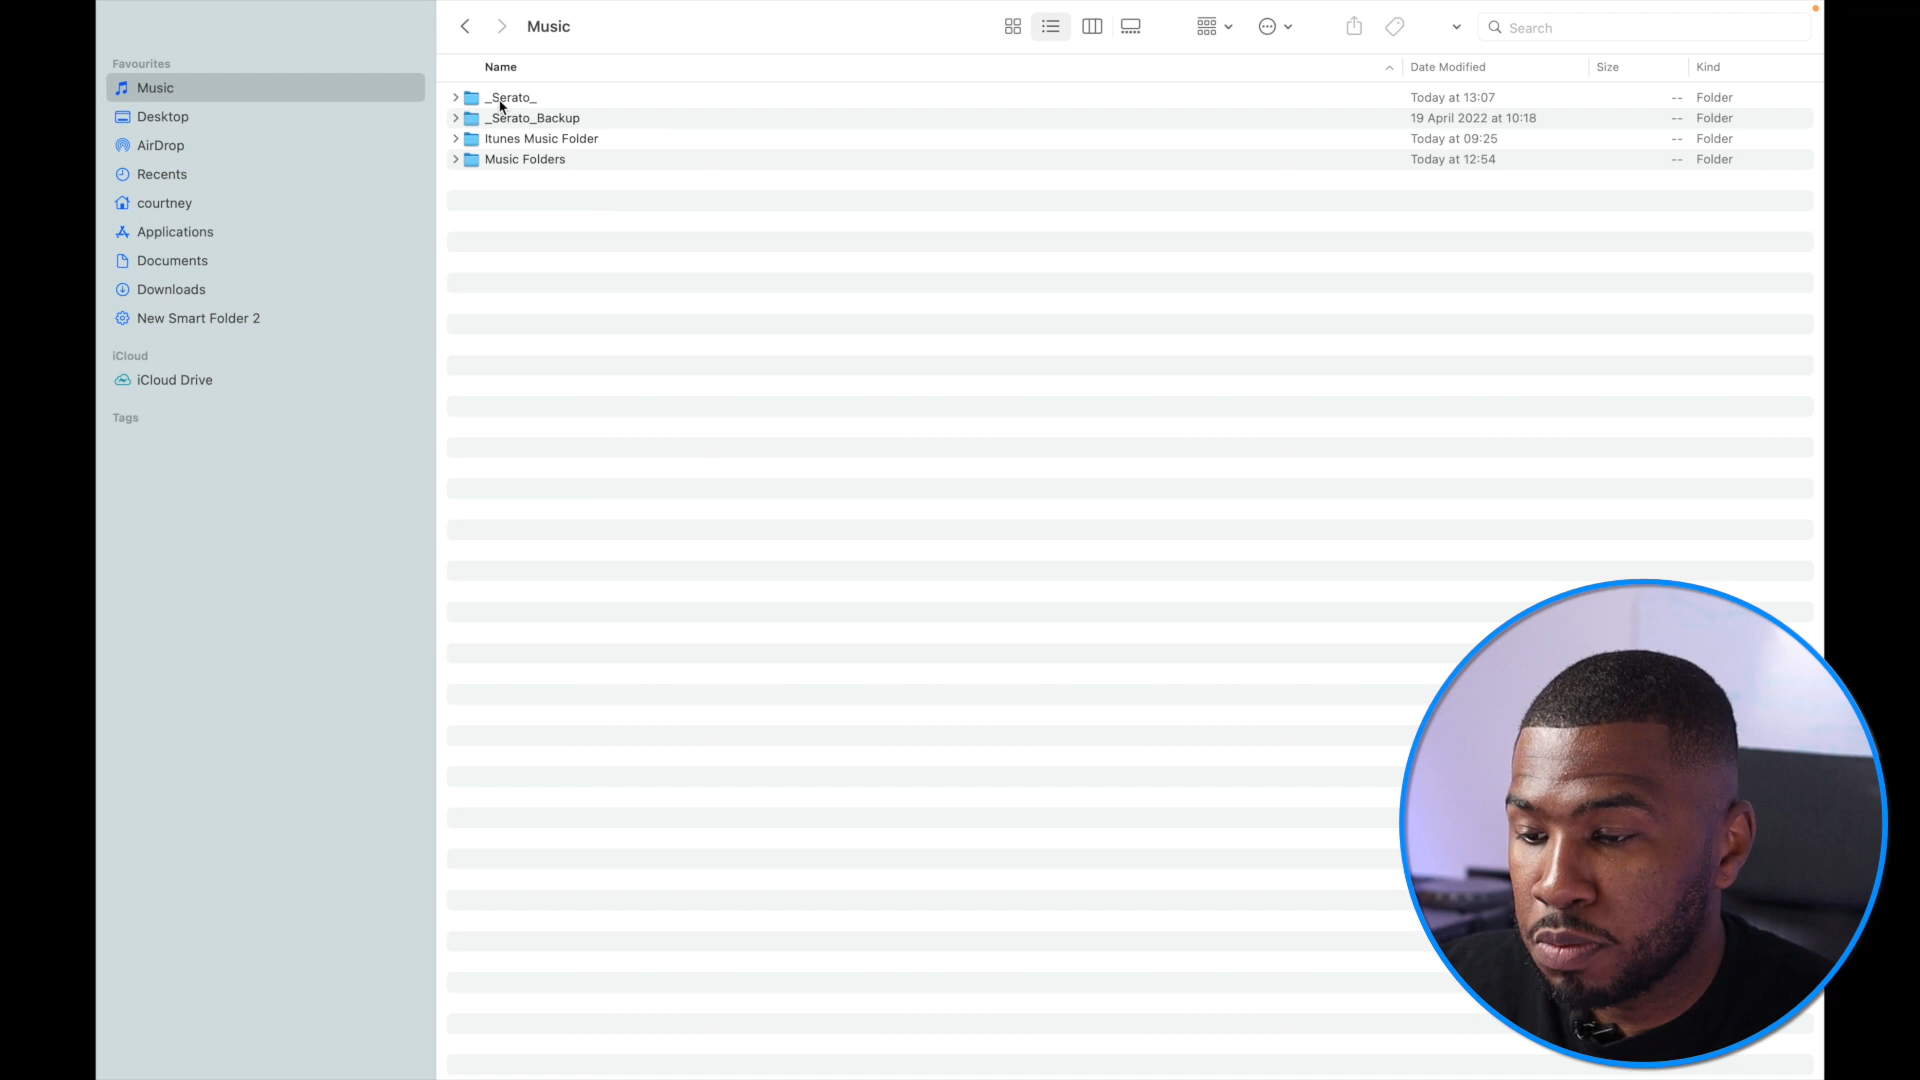 Music
Search
Favourites
Music
Desktop
AirDrop
Recents
courtney
Applications
Documents
Downloads
New Smart Folder 2
iCloud
iCloud Drive
Tags
Name Date Modified Size Kind
_Serato_ Today at 13:07 -- Folder
_Serato_Backup 19 April 2022 at 10:18 -- Folder
Itunes Music Folder Today at 09:25 -- Folder
Music Folders Today at 12:54 -- Folder